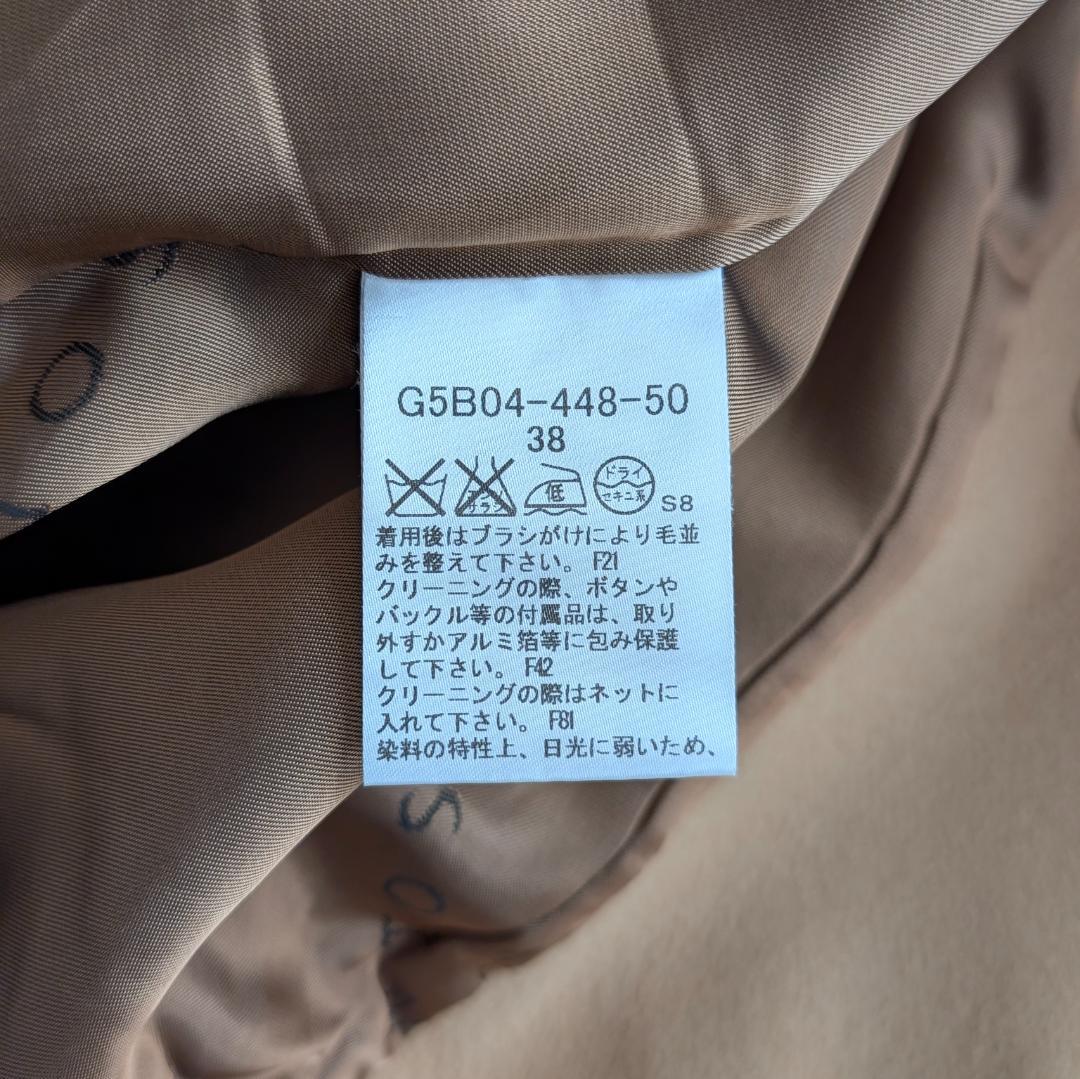 G5B04-448-50
38
低
ドライ
セキユ系
S8
着用後はブラシがけにより毛並
みを整えて下さい。 F21
クリーニングの際、ボタンや
バックル等の付属品は、取り
外すかアルミ箔等に包み保護
して下さい。 F42
クリーニングの際はネットに
入れて下さい。 F81
染料の特性上、日光に弱いため、